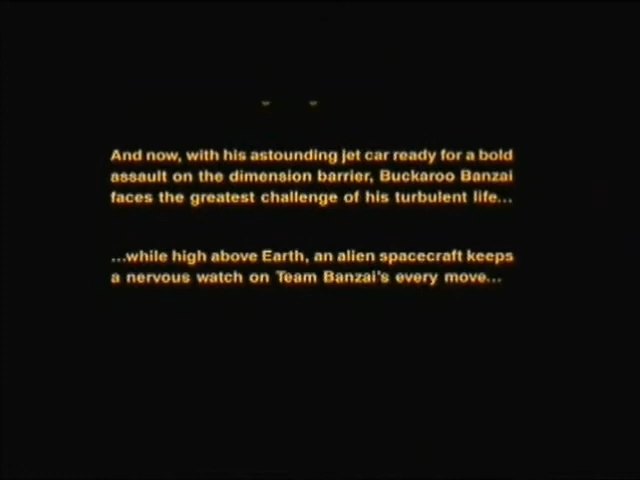 And now, with his astounding jet car ready for a bold
assault on the dimension barrier, Buckaroo Banzai
faces the greatest challenge of his turbulent life...
...while high above Earth, an alien spacecraft keeps
a nervous watch on Team Banzai's every move...